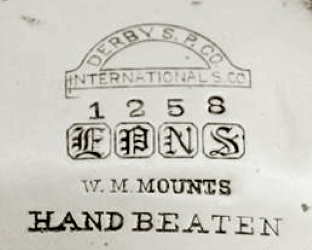 DERBY S.P. CO.
INTERNATIONAL S. CO.
1258
EPNS
W. M. MOUNTS
HAND BEATEN